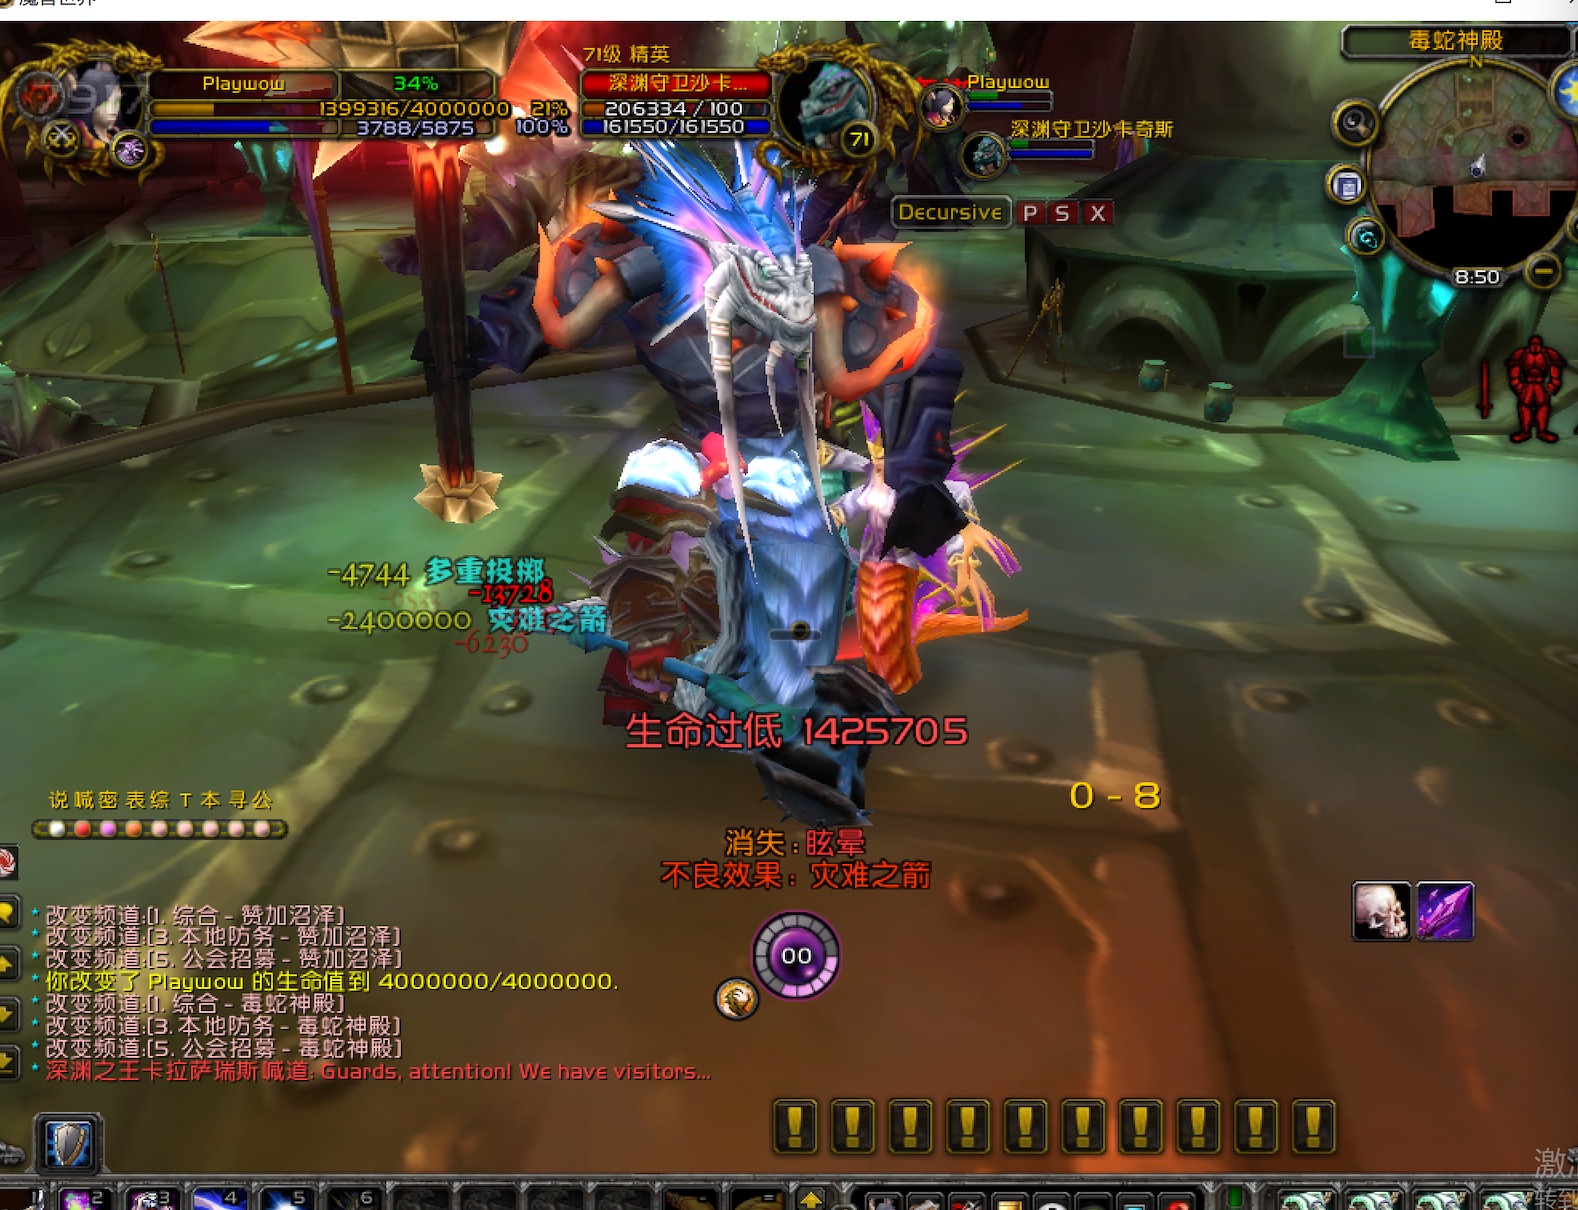 71级 精英
Playwow
34%
深渊守卫沙卡...
1399316/4000000 21%
206334 / 100
3788/5875 100%
161550/161550
71
Playwow
深渊守卫沙卡奇斯
毒蛇神殿
N
Decursive P S X
8:50
-4744 多重投掷
-13728
-2400000 灾难之箭
-6230
生命过低 1425705
0 - 8
说 喊 密 表 综 T 本 寻 公
消失 : 眩晕
不良效果 : 灾难之箭
00
* 改变频道:[1. 综合 - 赞加沼泽]
* 改变频道:[3. 本地防务 - 赞加沼泽]
* 改变频道:[5. 公会招募 - 赞加沼泽]
* 你改变了 Playwow 的生命值到 4000000/4000000.
* 改变频道:[1. 综合 - 毒蛇神殿]
* 改变频道:[3. 本地防务 - 毒蛇神殿]
* 改变频道:[5. 公会招募 - 毒蛇神殿]
* 深渊之王卡拉萨瑞斯喊道: Guards, attention! We have visitors...
2 3 4 5 6 - =